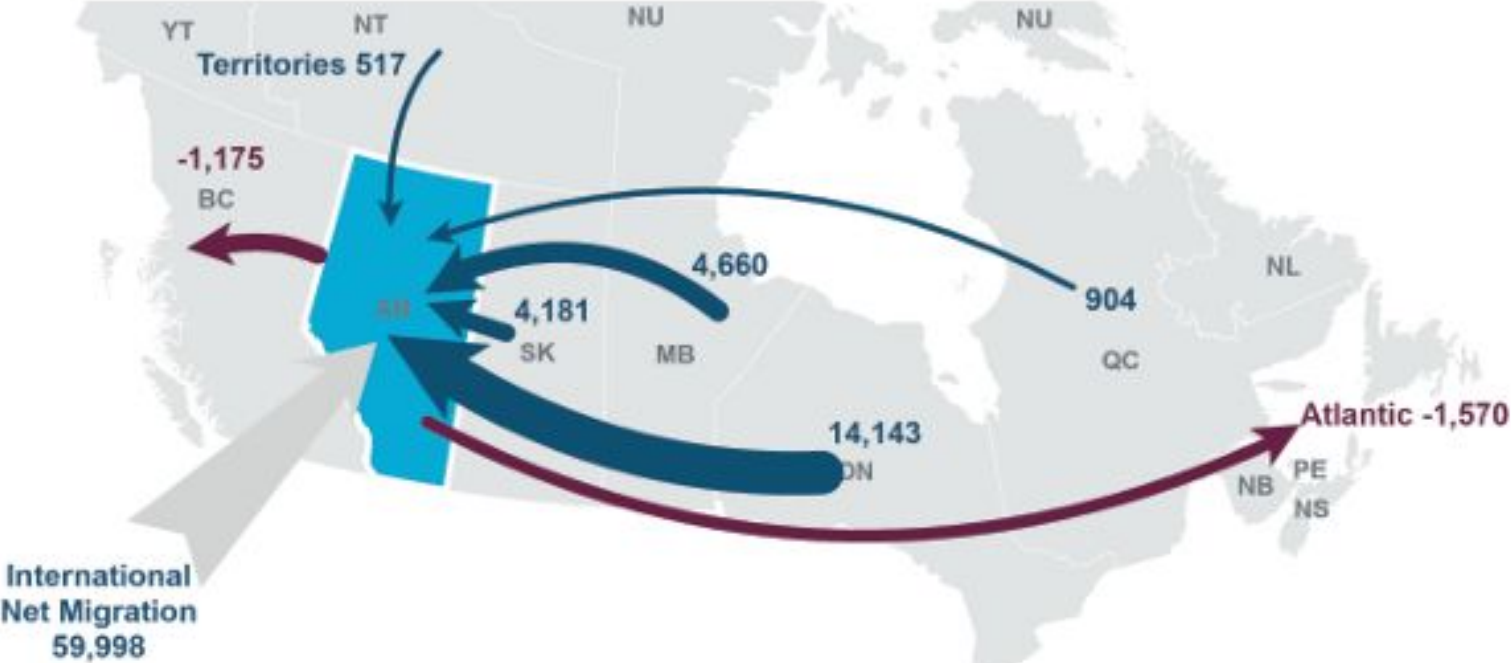 YT
NT
NU
NU
Territories 517
-1,175
BC
4,660
4,181
SK
MB
904
NL
QC
14,143
ON
Atlantic -1,570
PE
NB
NS
International
Net Migration
59,998